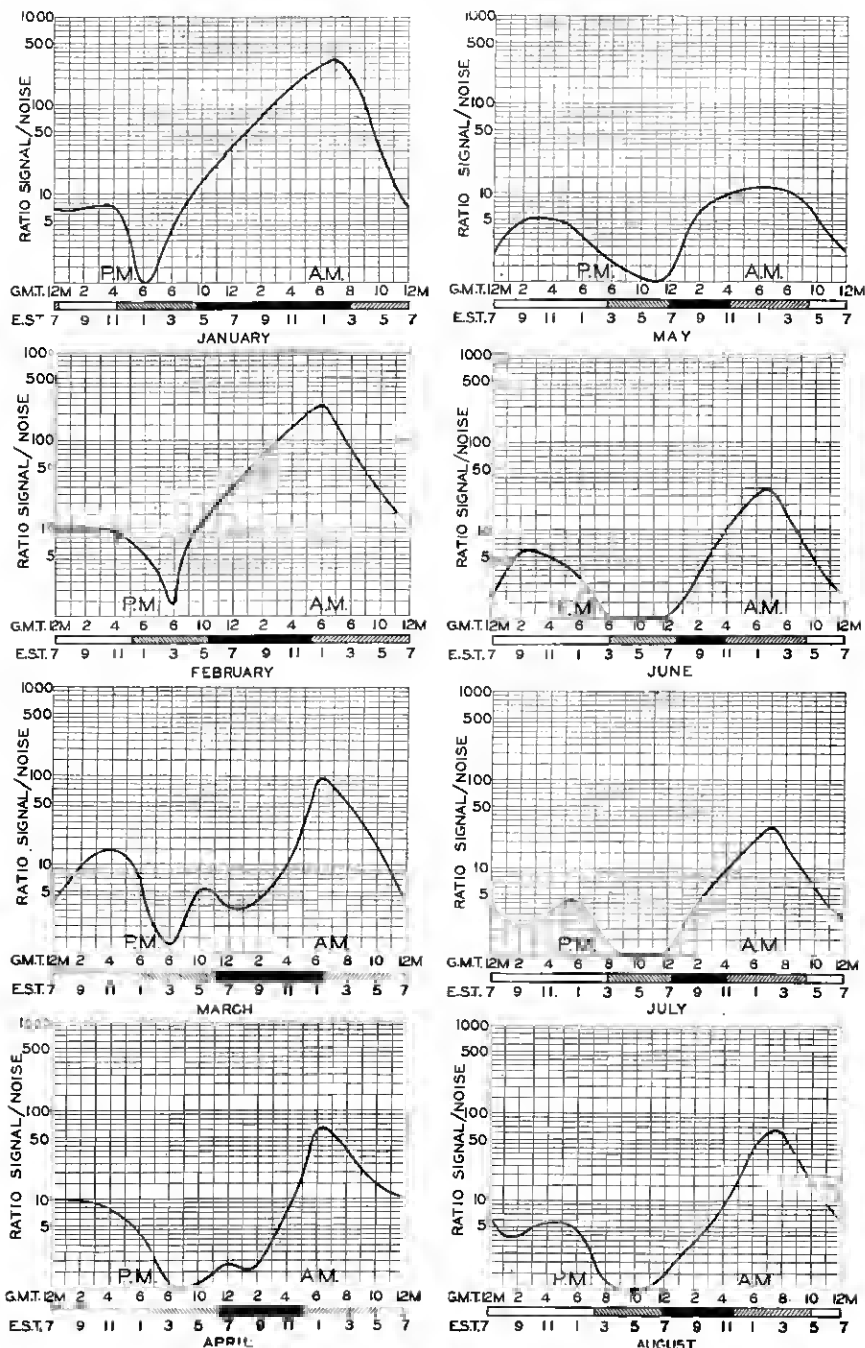 RATIO SIGNAL/NOISE
1000
500
100
50
10
5
P.M. A.M.
G.M.T. 12M 2 4 6 8 10 12 2 4 6 8 10 12M
E.S.T 7 9 11 1 3 5 7 9 11 1 3 5 7
JANUARY
RATIO SIGNAL/NOISE
100
500
100
50
10
5
P.M. A.M.
G.M.T. 12M 2 4 6 8 10 12 2 4 6 8 10 12M
E.S.T. 7 9 11 1 3 5 7 9 11 1 3 5 7
FEBRUARY
RATIO SIGNAL/NOISE
1000
500
100
50
10
5
P.M. A.M.
G.M.T. 12M 2 4 6 8 10 12 2 4 6 8 10 12M
E.S.T. 7 9 11 1 3 5 7 9 11 1 3 5 7
MARCH
RATIO SIGNAL/NOISE
1000
500
100
50
10
5
P.M. A.M.
G.M.T. 12M 2 4 6 8 10 12 2 4 6 8 10 12M
E.S.T. 7 9 11 1 3 5 7 9 11 1 3 5 7
APRIL
RATIO SIGNAL/NOISE
1000
500
100
50
10
5
P.M. A.M.
G.M.T. 12M 2 4 6 8 10 12 2 4 6 8 10 12M
E.S.T. 7 9 11 1 3 5 7 9 11 1 3 5 7
MAY
RATIO SIGNAL/NOISE
1000
500
100
50
10
5
P.M. A.M.
G.M.T. 12M 2 4 6 8 10 12 2 4 6 8 10 12M
E.S.T. 7 9 11 1 3 5 7 9 11 1 3 5 7
JUNE
RATIO SIGNAL/NOISE
1000
500
100
50
10
5
P.M. A.M.
G.M.T. 12M 2 4 6 8 10 12 2 4 6 8 10 12M
E.S.T. 7 9 11 1 3 5 7 9 11 1 3 5 7
JULY
RATIO SIGNAL/NOISE
1000
500
100
50
10
5
P.M. A.M.
G.M.T. 12M 2 4 6 8 10 12 2 4 6 8 10 12M
E.S.T. 7 9 11 1 3 5 7 9 11 1 3 5 7
AUGUST